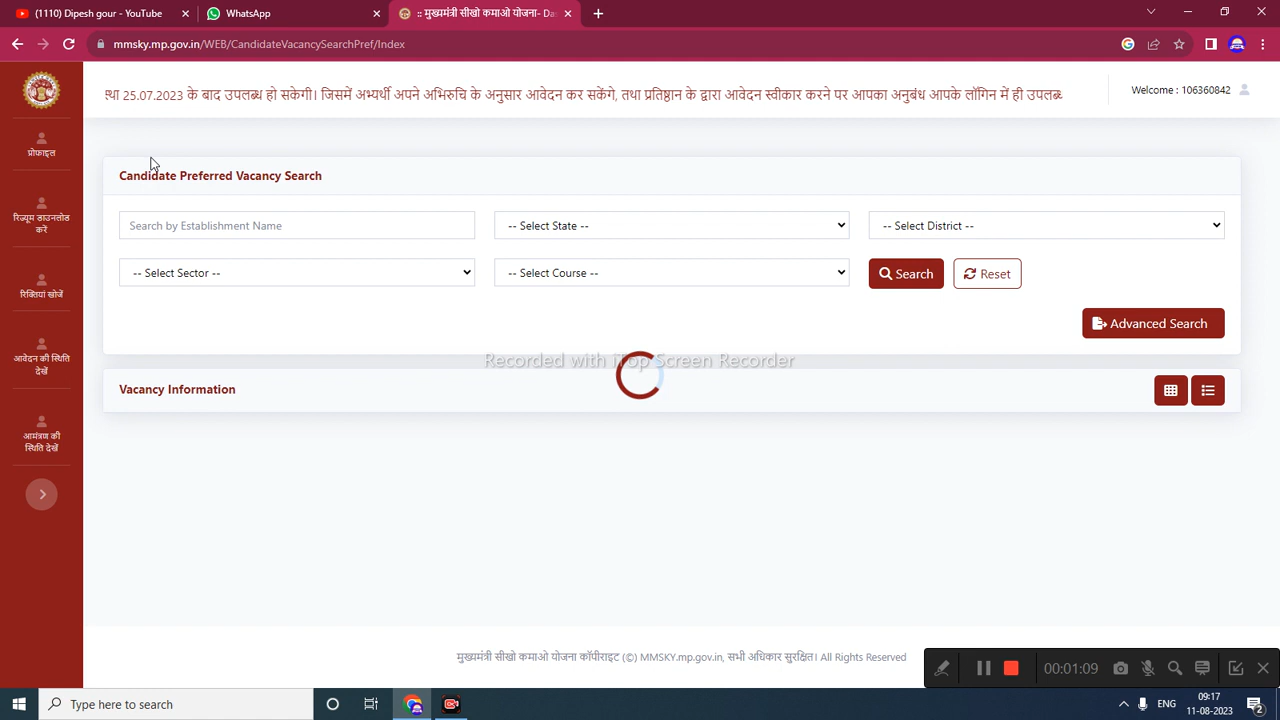 (1110) Dipesh gour - YouTube
WhatsApp
:: मुख्यमंत्री सीखो कमाओ योजना- Da
mmsky.mp.gov.in/WEB/CandidateVacancySearchPref/Index
स्था 25.07.2023 के बाद उपलब्ध हो सकेगी। जिसमें अभ्यर्थी अपने अभिरुचि के अनुसार आवेदन कर सकेंगे, तथा प्रतिष्ठान के द्वारा आवेदन स्वीकार करने पर आपका अनुबंध आपके लॉगिन में ही उपलब्ध
Welcome : 106360842
प्रोफाइल
रिज्यूम डाउनलोड
करें
रिक्तियां खोजें
आवेदन की स्थिति
देखें
आमंत्रण की
स्थिति देखें
Candidate Preferred Vacancy Search
Search by Establishment Name
-- Select State --
-- Select District --
-- Select Sector --
-- Select Course --
Search
Reset
Advanced Search
Recorded with iTop Screen Recorder
Vacancy Information
मुख्यमंत्री सीखो कमाओ योजना कॉपीराइट (©) MMSKY.mp.gov.in, सभी अधिकार सुरक्षित। All Rights Reserved
00:01:09
Type here to search
ENG
09:17
11-08-2023
2